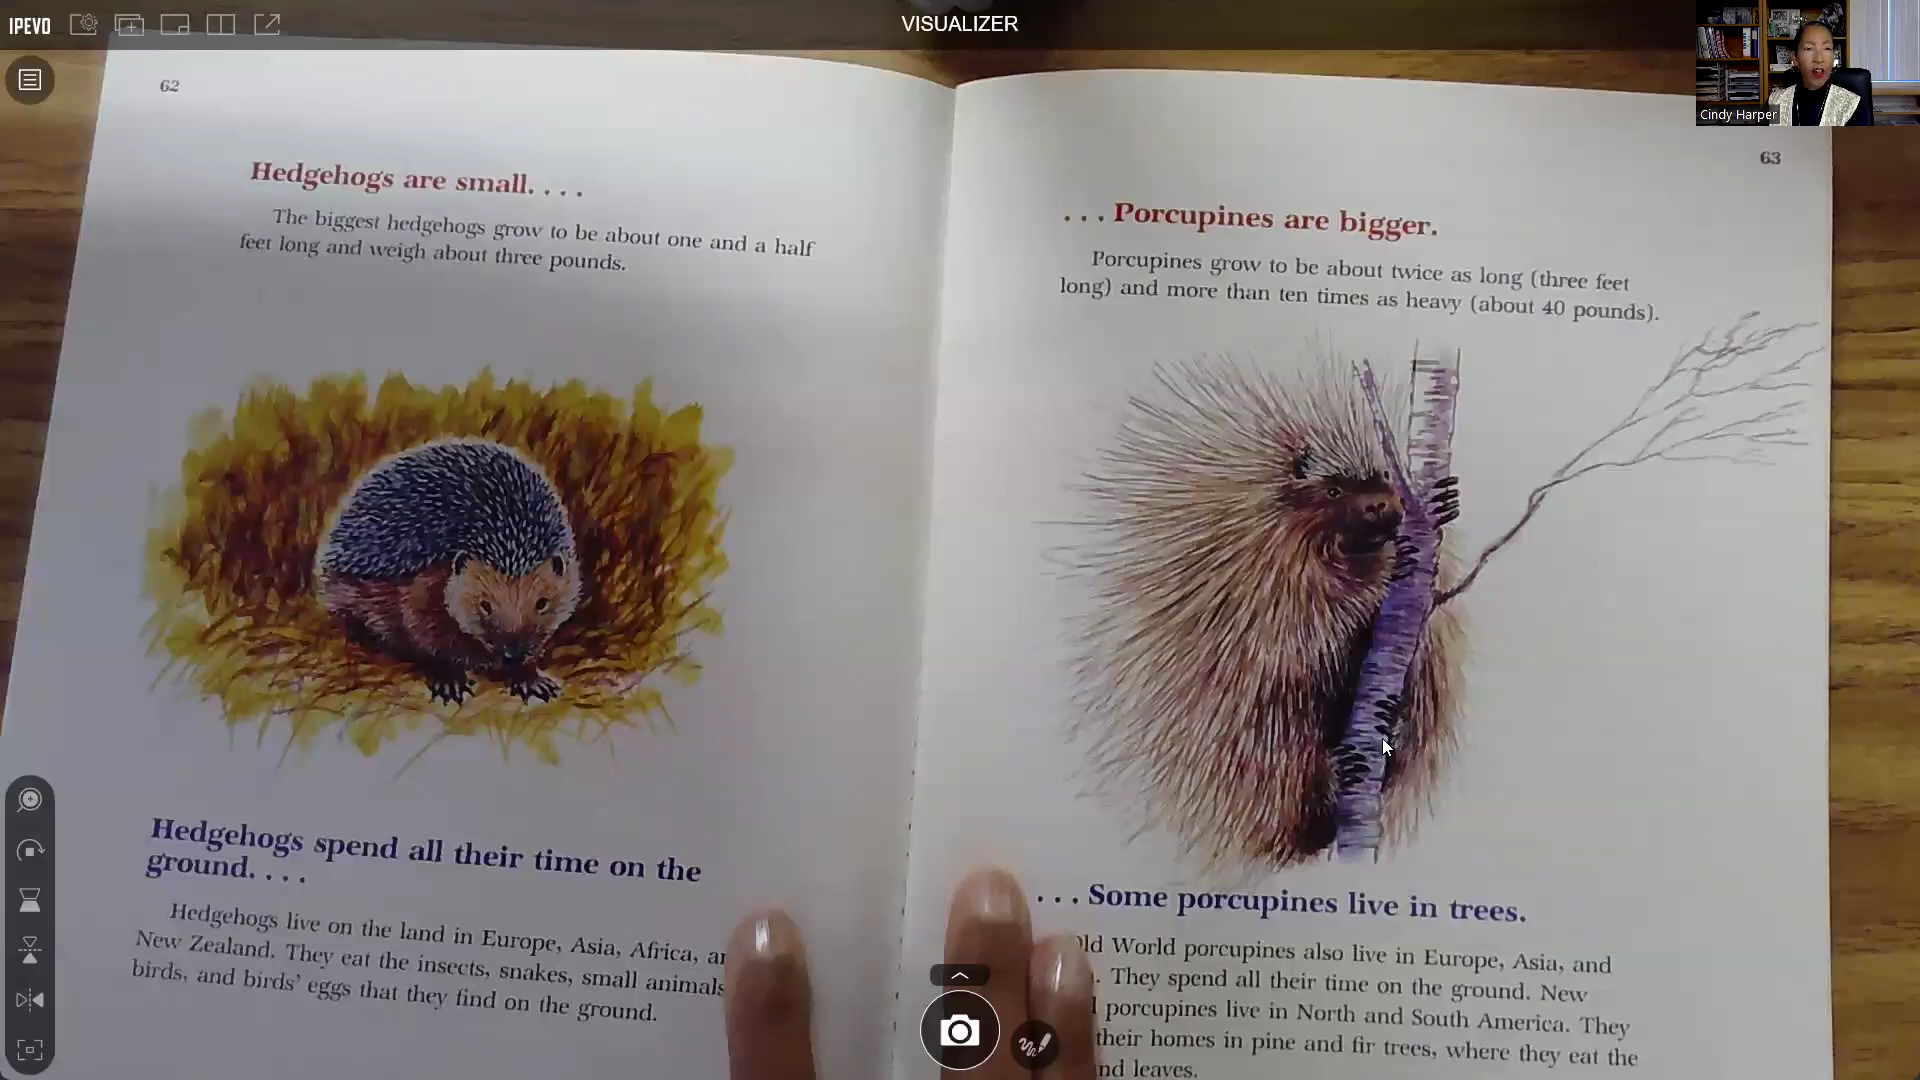 IPEVO
VISUALIZER
Cindy Harper
62
Hedgehogs are small. . . .
The biggest hedgehogs grow to be about one and a half
feet long and weigh about three pounds.
Hedgehogs spend all their time on the
ground. . . .
Hedgehogs live on the land in Europe, Asia, Africa,
New Zealand. They eat the insects, snakes, small animals
birds, and birds' eggs that they find on the ground.
63
. . . Porcupines are bigger.
Porcupines grow to be about twice as long (three feet
long) and more than ten times as heavy (about 40 pounds).
. . . Some porcupines live in trees.
World porcupines also live in Europe, Asia, and
They spend all their time on the ground. New
porcupines live in North and South America. They
their homes in pine and fir trees, where they eat the
leaves.